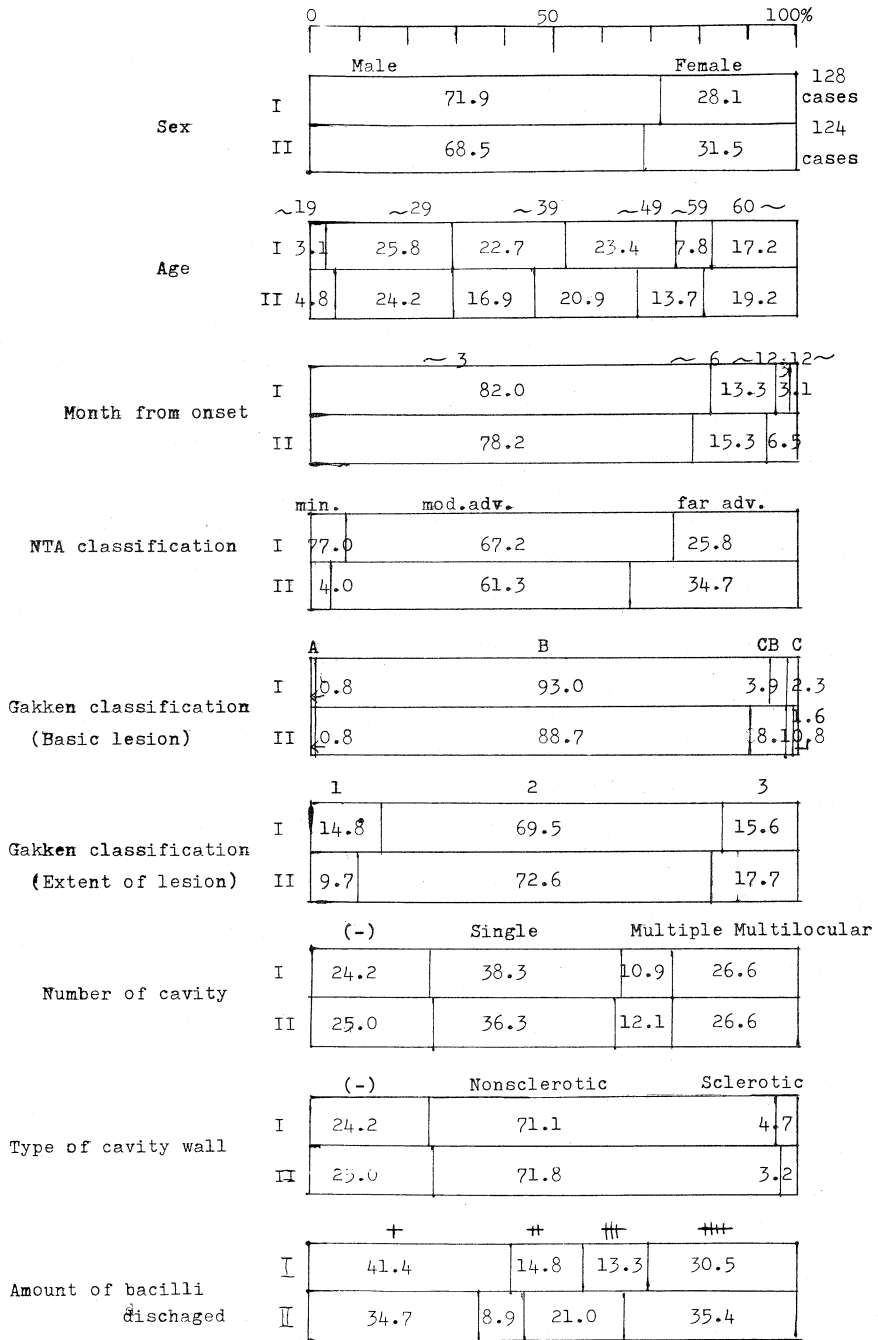 0 50 100%
Male Female
Sex
I 71.9 28.1 128 cases
II 68.5 31.5 124 cases
~19 ~29 ~39 ~49 ~59 60~
Age
I 3.1 25.8 22.7 23.4 7.8 17.2
II 4.8 24.2 16.9 20.9 13.7 19.2
~ 3 ~ 6 ~12 12~
Month from onset
I 82.0 13.3 3.1
II 78.2 15.3 6.5
min. mod.adv. far adv.
NTA classification
I 77.0 67.2 25.8
II 4.0 61.3 34.7
A B CB C
Gakken classification
(Basic lesion)
I 0.8 93.0 3.9 2.3
II 0.8 88.7 8.1 1.6 0.8
1 2 3
Gakken classification
(Extent of lesion)
I 14.8 69.5 15.6
II 9.7 72.6 17.7
(-) Single Multiple Multilocular
Number of cavity
I 24.2 38.3 10.9 26.6
II 25.0 36.3 12.1 26.6
(-) Nonsclerotic Sclerotic
Type of cavity wall
I 24.2 71.1 4.7
II 25.0 71.8 3.2
+ ++ +++ ++++
Amount of bacilli
dischaged
I 41.4 14.8 13.3 30.5
II 34.7 8.9 21.0 35.4